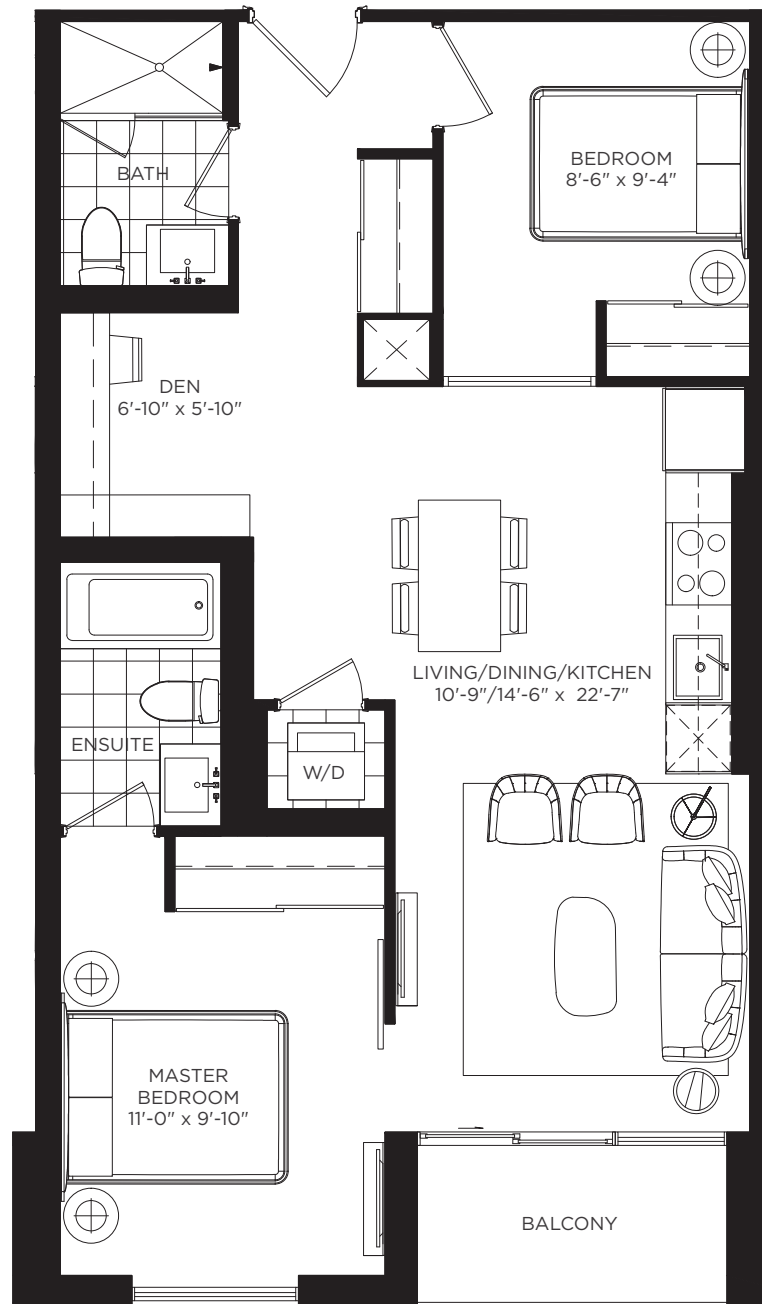 BATH
BEDROOM
8'-6" x 9'-4"
DEN
6'-10" x 5'-10"
LIVING/DINING/KITCHEN
10'-9"/14'-6" x 22'-7"
ENSUITE
W/D
MASTER
BEDROOM
11'-0" x 9'-10"
BALCONY